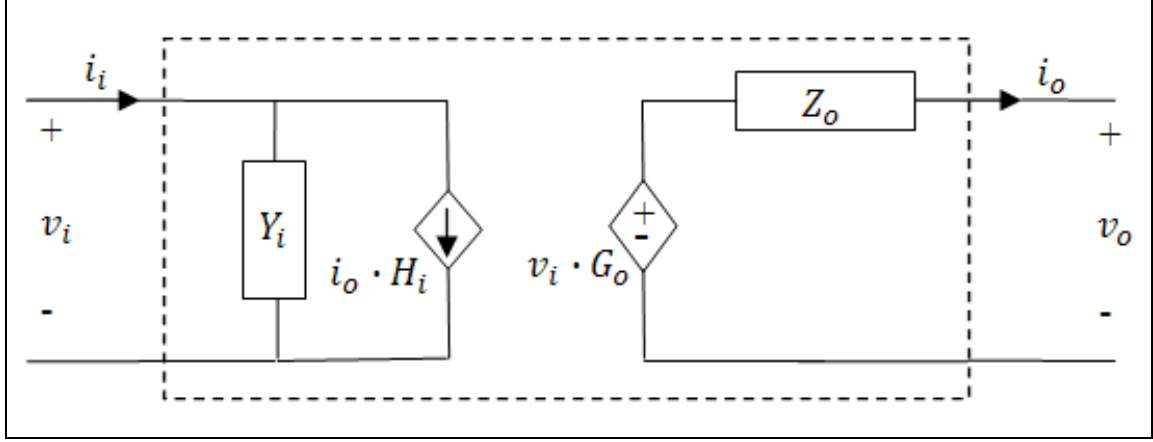 i_i
i_o
Z_o
+
+
+
-
v_i
Y_i
i_o · H_i
v_i · G_o
v_o
-
-